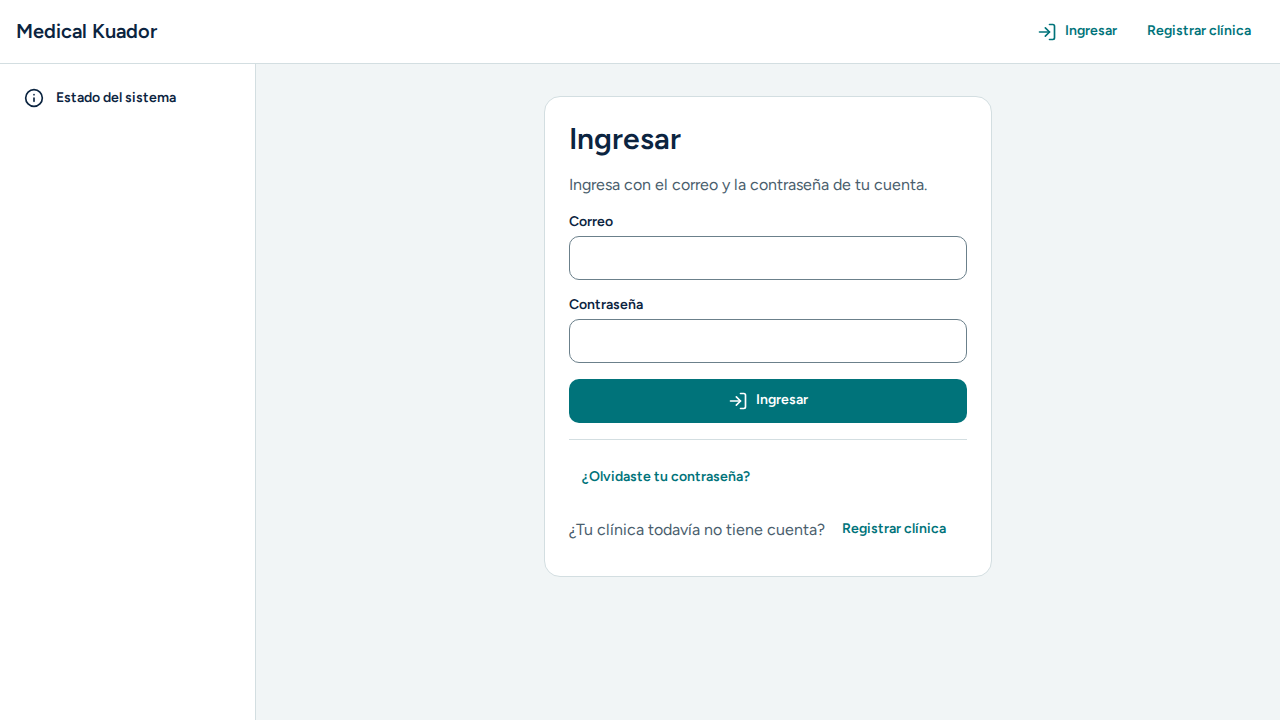 Medical Kuador
Ingresar
Registrar clínica
Estado del sistema
Ingresar
Ingresa con el correo y la contraseña de tu cuenta.
Correo
Contraseña
Ingresar
¿Olvidaste tu contraseña?
¿Tu clínica todavía no tiene cuenta? Registrar clínica